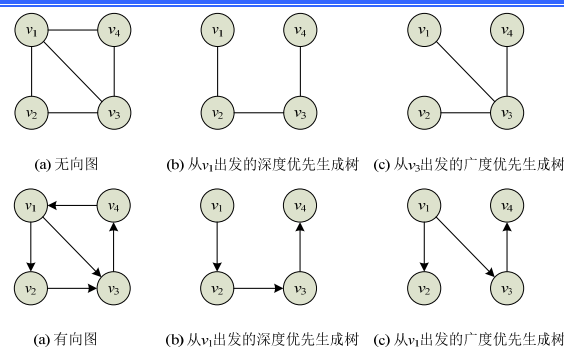 v1 v4 v1 v4 v1 v4
v2 v3 v2 v3 v2 v3
(a) 无向图 (b) 从v1出发的深度优先生成树 (c) 从v3出发的广度优先生成树
v1 v4 v1 v4 v1 v4
v2 v3 v2 v3 v2 v3
(a) 有向图 (b) 从v1出发的深度优先生成树 (c) 从v1出发的广度优先生成树